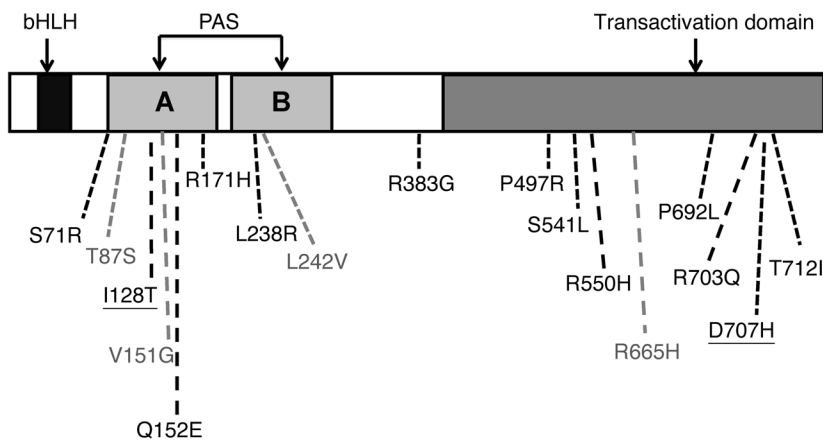 bHLH PAS Transactivation domain
A B
R171H
R383G
P497R
P692L
S541L
S71R
L238R
T87S
L242V
T712I
R703Q
R550H
I128T
D707H
V151G
R665H
Q152E